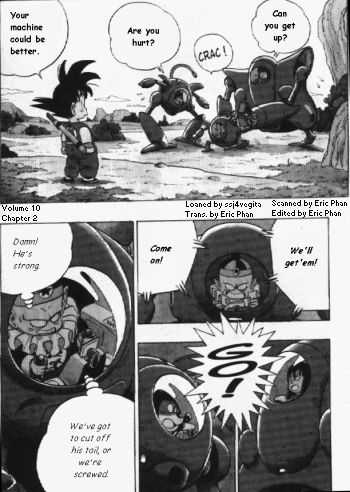 Your
machine
could be
better.
Are you
hurt?
CRAC!
Can
you get
up?
Volume 10
Chapter 2
Loaned by ssj4vegita
Trans. by Eric Phan
Scanned by Eric Phan
Edited by Eric Phan
Damn!
He's
strong.
We've got
to cut off
his tail, or
we're
screwed.
Come
on!
We'll
get'em!
GO!